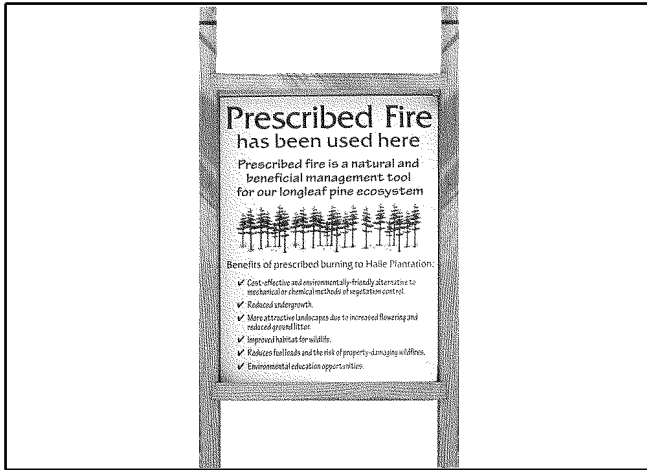 Prescribed Fire
has been used here
Prescribed fire is a natural and
beneficial management tool
for our longleaf pine ecosystem
Benefits of prescribed burning to Haile Plantation:
✔ Cost-effective and environmentally-friendly alternative to
mechanical or chemical methods of vegetation control.
✔ Reduced undergrowth.
✔ More attractive landscapes due to increased flowering and
reduced ground litter.
✔ Improved habitat for wildlife.
✔ Reduces fuel loads and the risk of property-damaging wildfires.
✔ Environmental education opportunities.